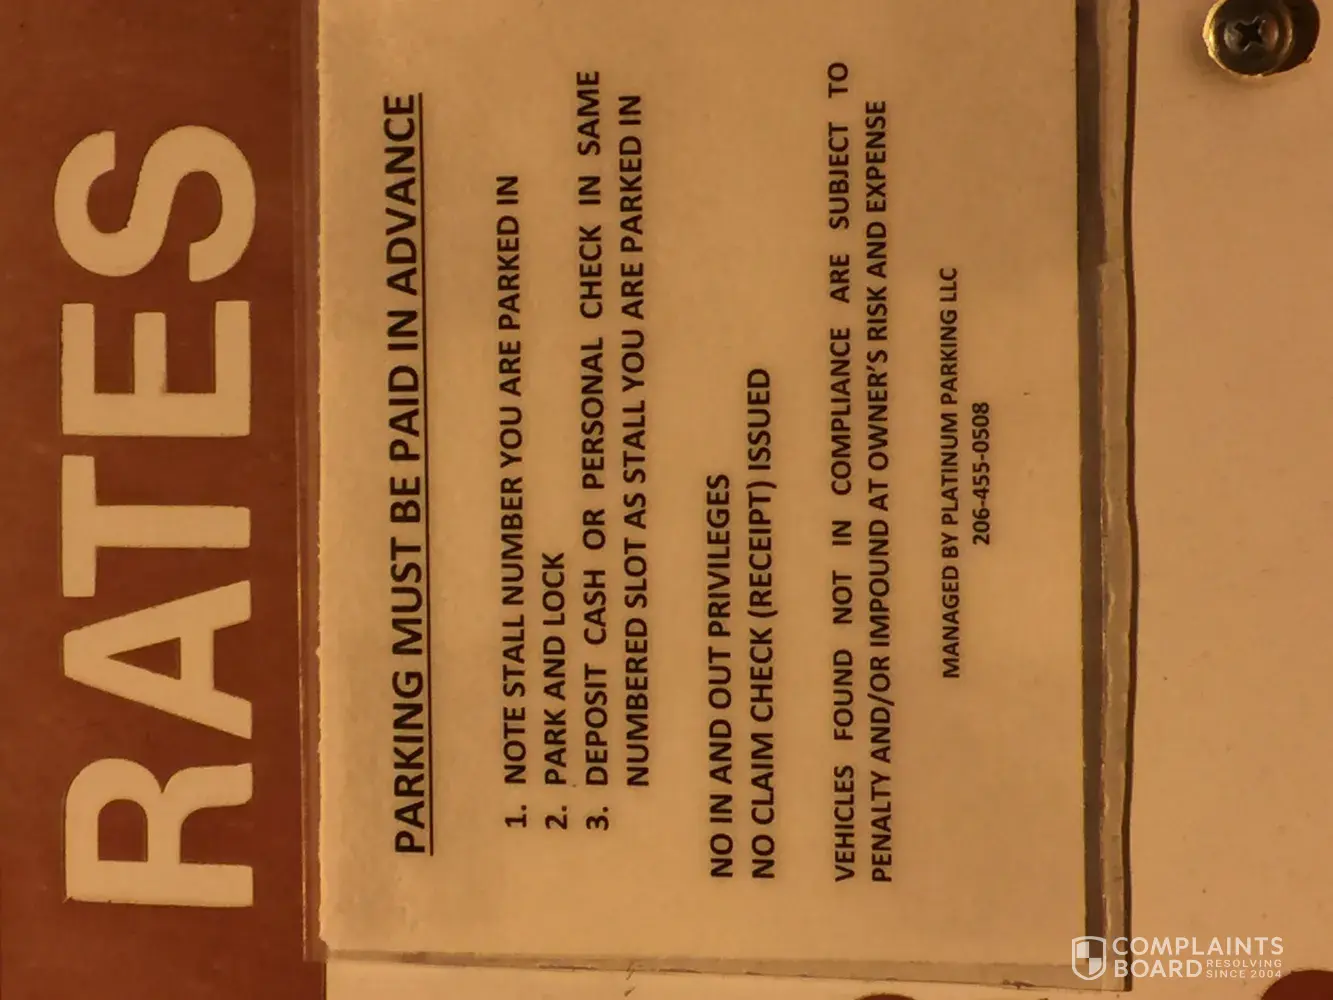 RATES
PARKING MUST BE PAID IN ADVANCE
1. NOTE STALL NUMBER YOU ARE PARKED IN
2. PARK AND LOCK
3. DEPOSIT CASH OR PERSONAL CHECK IN SAME
NUMBERED SLOT AS STALL YOU ARE PARKED IN
NO IN AND OUT PRIVILEGES
NO CLAIM CHECK (RECEIPT) ISSUED
VEHICLES FOUND NOT IN COMPLIANCE ARE SUBJECT TO
PENALTY AND/OR IMPOUND AT OWNER'S RISK AND EXPENSE
MANAGED BY PLATINUM PARKING LLC
206-455-0508
COMPLAINTS
BOARD RESOLVING
SINCE 2004